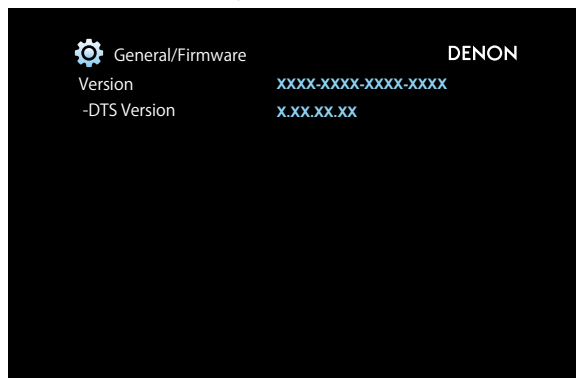 General/Firmware DENON
Version XXXX-XXXX-XXXX-XXXX
-DTS Version X.XX.XX.XX